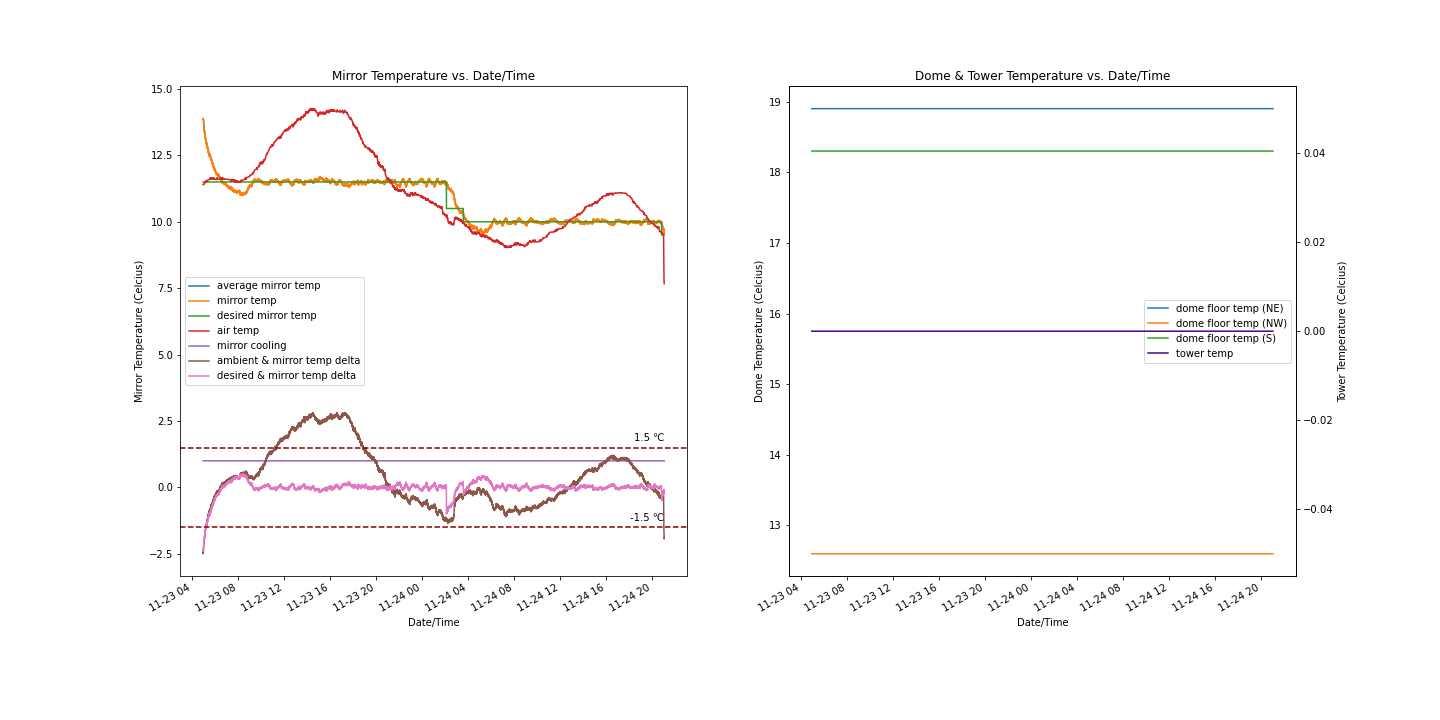 Mirror Temperature vs. Date/Time
15.0
12.5
10.0
7.5
5.0
2.5
0.0
−2.5
Mirror Temperature (Celcius)
average mirror temp
mirror temp
desired mirror temp
air temp
mirror cooling
ambient & mirror temp delta
desired & mirror temp delta
1.5 °C
-1.5 °C
11-23 04
11-23 08
11-23 12
11-23 16
11-23 20
11-24 00
11-24 04
11-24 08
11-24 12
11-24 16
11-24 20
Date/Time
Dome & Tower Temperature vs. Date/Time
19
18
17
16
15
14
13
Dome Temperature (Celcius)
dome floor temp (NE)
dome floor temp (NW)
dome floor temp (S)
tower temp
0.04
0.02
0.00
−0.02
−0.04
Tower Temperature (Celcius)
11-23 04
11-23 08
11-23 12
11-23 16
11-23 20
11-24 00
11-24 04
11-24 08
11-24 12
11-24 16
11-24 20
Date/Time